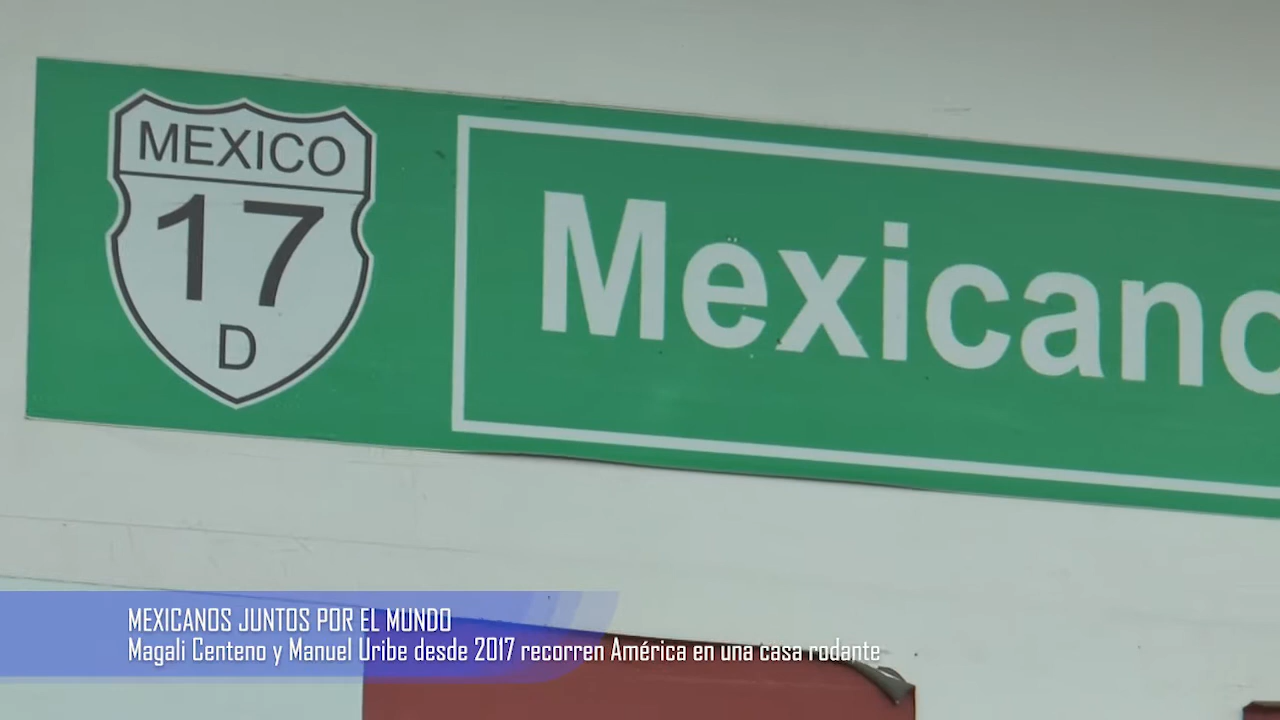 MEXICO
17
D
Mexicano
MEXICANOS JUNTOS POR EL MUNDO
Magali Centeno y Manuel Uribe desde 2017 recorren América en una casa rodante